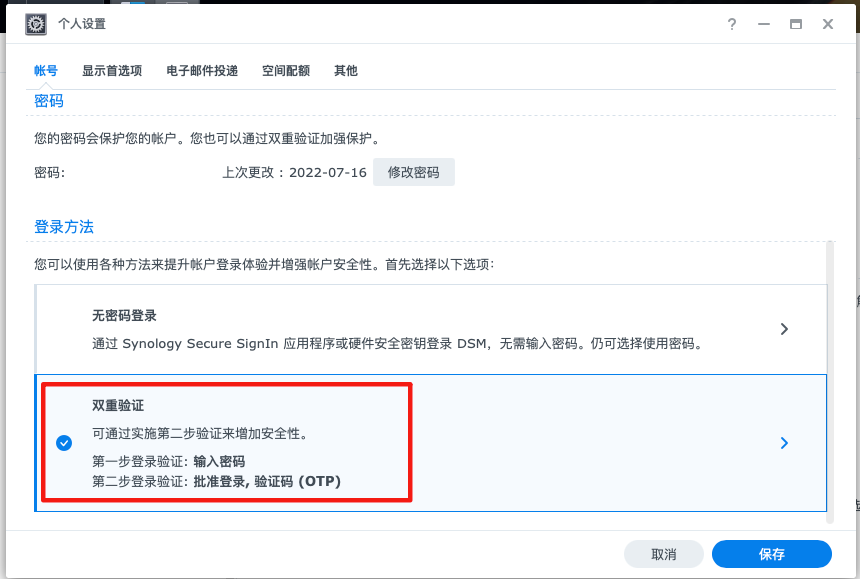 个人设置
帐号 显示首选项 电子邮件投递 空间配额 其他
密码
您的密码会保护您的帐户。您也可以通过双重验证加强保护。
密码: 上次更改：2022-07-16 修改密码
登录方法
您可以使用各种方法来提升帐户登录体验并增强帐户安全性。首先选择以下选项:
无密码登录
通过 Synology Secure SignIn 应用程序或硬件安全密钥登录 DSM，无需输入密码。仍可选择使用密码。
双重验证
可通过实施第二步验证来增加安全性。
第一步登录验证: 输入密码
第二步登录验证: 批准登录, 验证码 (OTP)
取消 保存